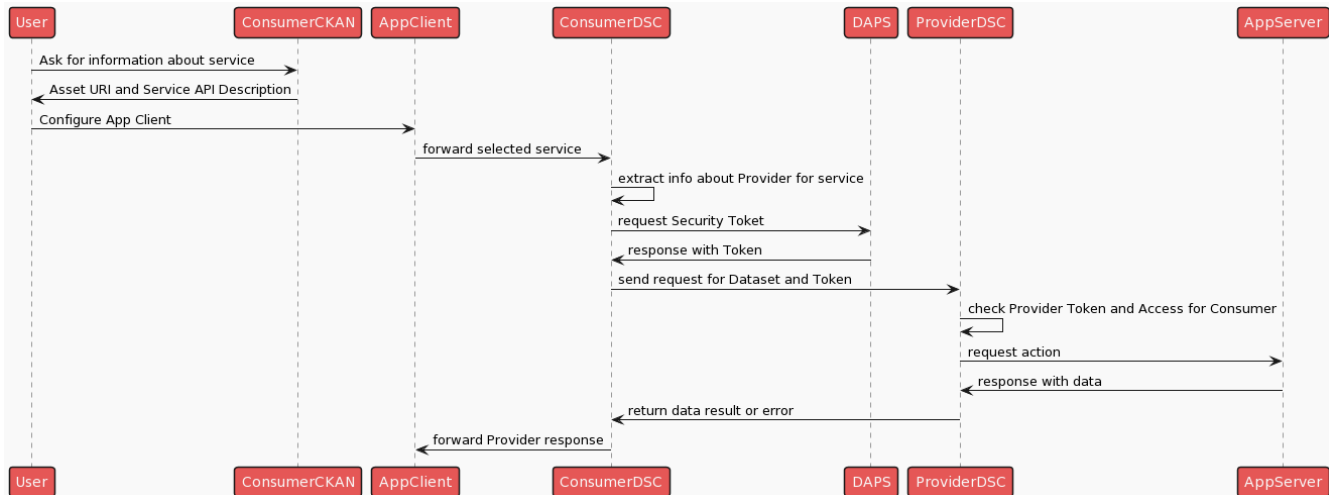 User ConsumerCKAN AppClient ConsumerDSC DAPS ProviderDSC AppServer
Ask for information about service
Asset URI and Service API Description
Configure App Client
forward selected service
extract info about Provider for service
request Security Toket
response with Token
send request for Dataset and Token
check Provider Token and Access for Consumer
request action
response with data
return data result or error
forward Provider response
User ConsumerCKAN AppClient ConsumerDSC DAPS ProviderDSC AppServer